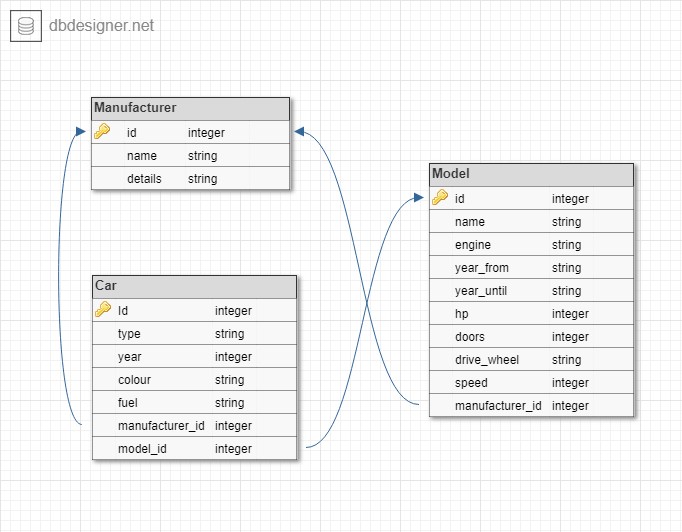 dbdesigner.net
Manufacturer
id integer
name string
details string
Model
id integer
name string
engine string
year_from string
year_until string
hp integer
doors integer
drive_wheel string
speed integer
manufacturer_id integer
Car
Id integer
type string
year integer
colour string
fuel string
manufacturer_id integer
model_id integer